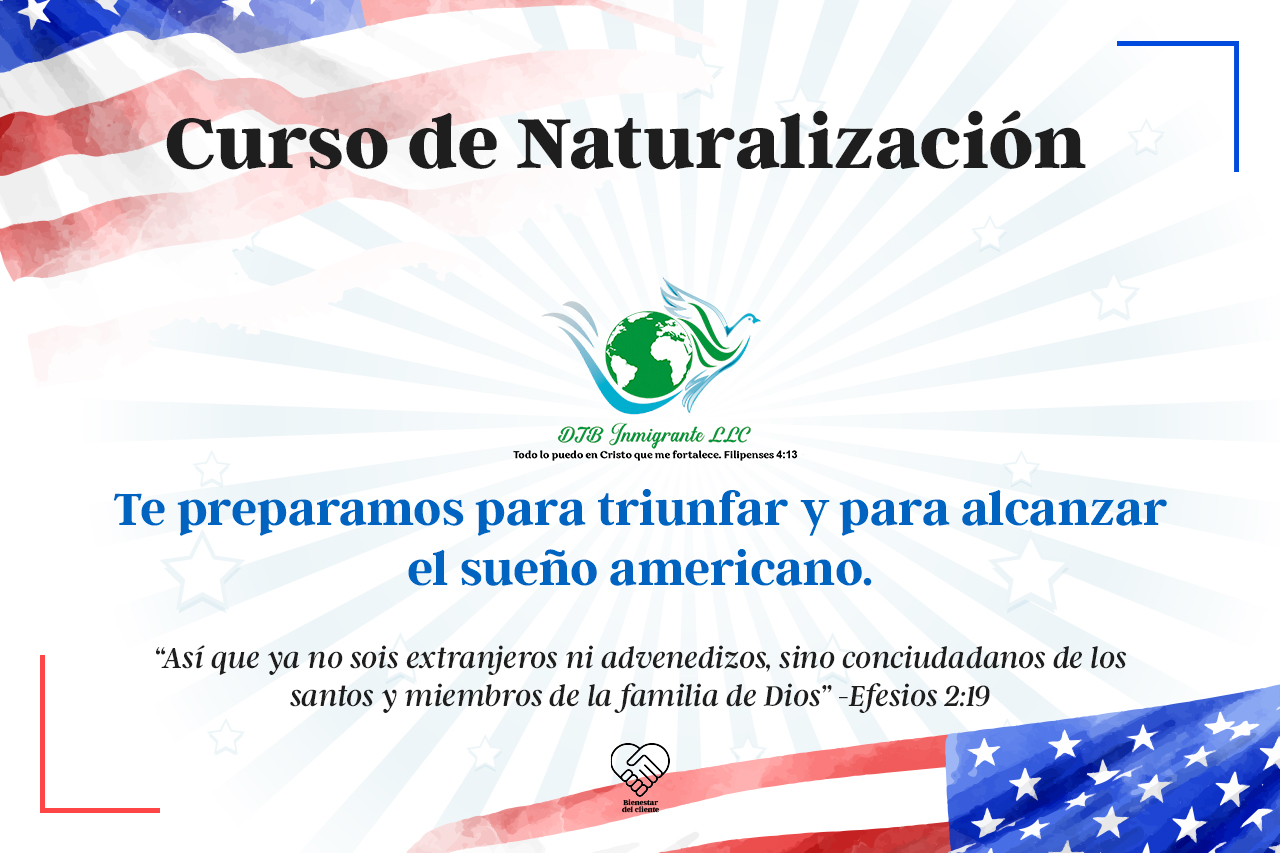 Curso de Naturalización
DJB Inmigrante LLC
Todo lo puedo en Cristo que me fortalece. Filipenses 4:13
Te preparamos para triunfar y para alcanzar
el sueño americano.
“Así que ya no sois extranjeros ni advenedizos, sino conciudadanos de los
santos y miembros de la familia de Dios” -Efesios 2:19
Bienestar
del cliente